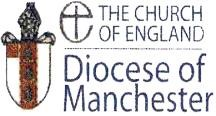 THE CHURCH
OF ENGLAND
Diocese of
Manchester